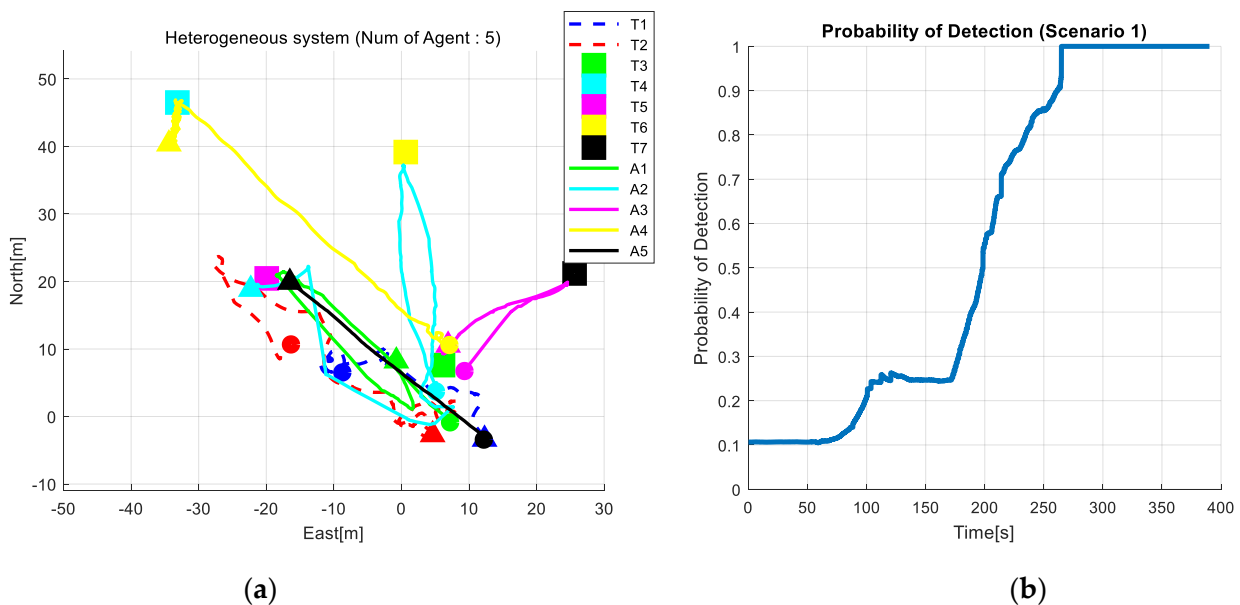 Heterogeneous system (Num of Agent : 5)
50
40
30
20
10
0
-10
North[m]
-50
-40
-30
-20
-10
0
10
20
30
East[m]
T1
T2
T3
T4
T5
T6
T7
A1
A2
A3
A4
A5
(a)
Probability of Detection (Scenario 1)
1
0.9
0.8
0.7
0.6
0.5
0.4
0.3
0.2
0.1
0
Probability of Detection
0
50
100
150
200
250
300
350
400
Time[s]
(b)